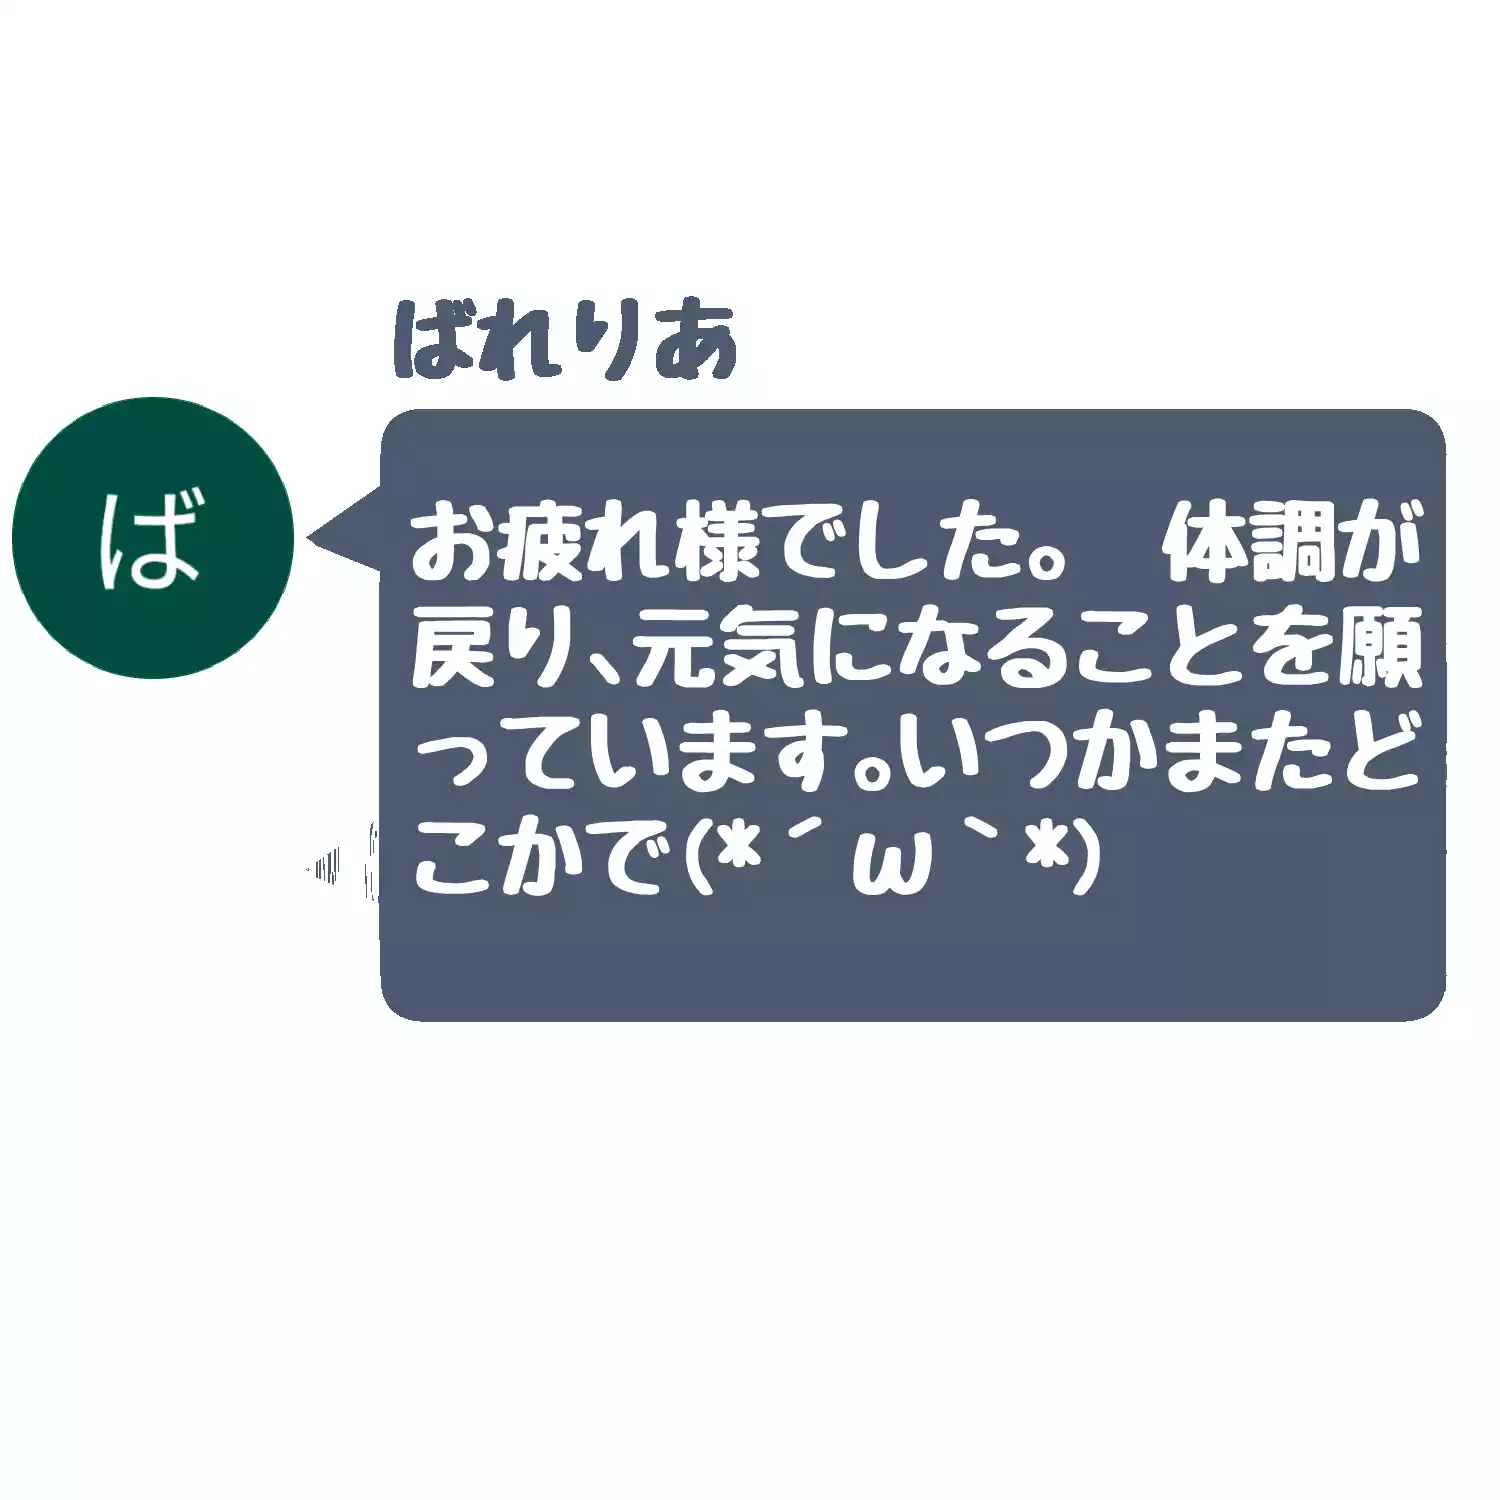 ばれりあ
ば
お疲れ様でした。　体調が
戻り、元気になることを願
っています。いつかまたど
こかで(*´ω｀*)